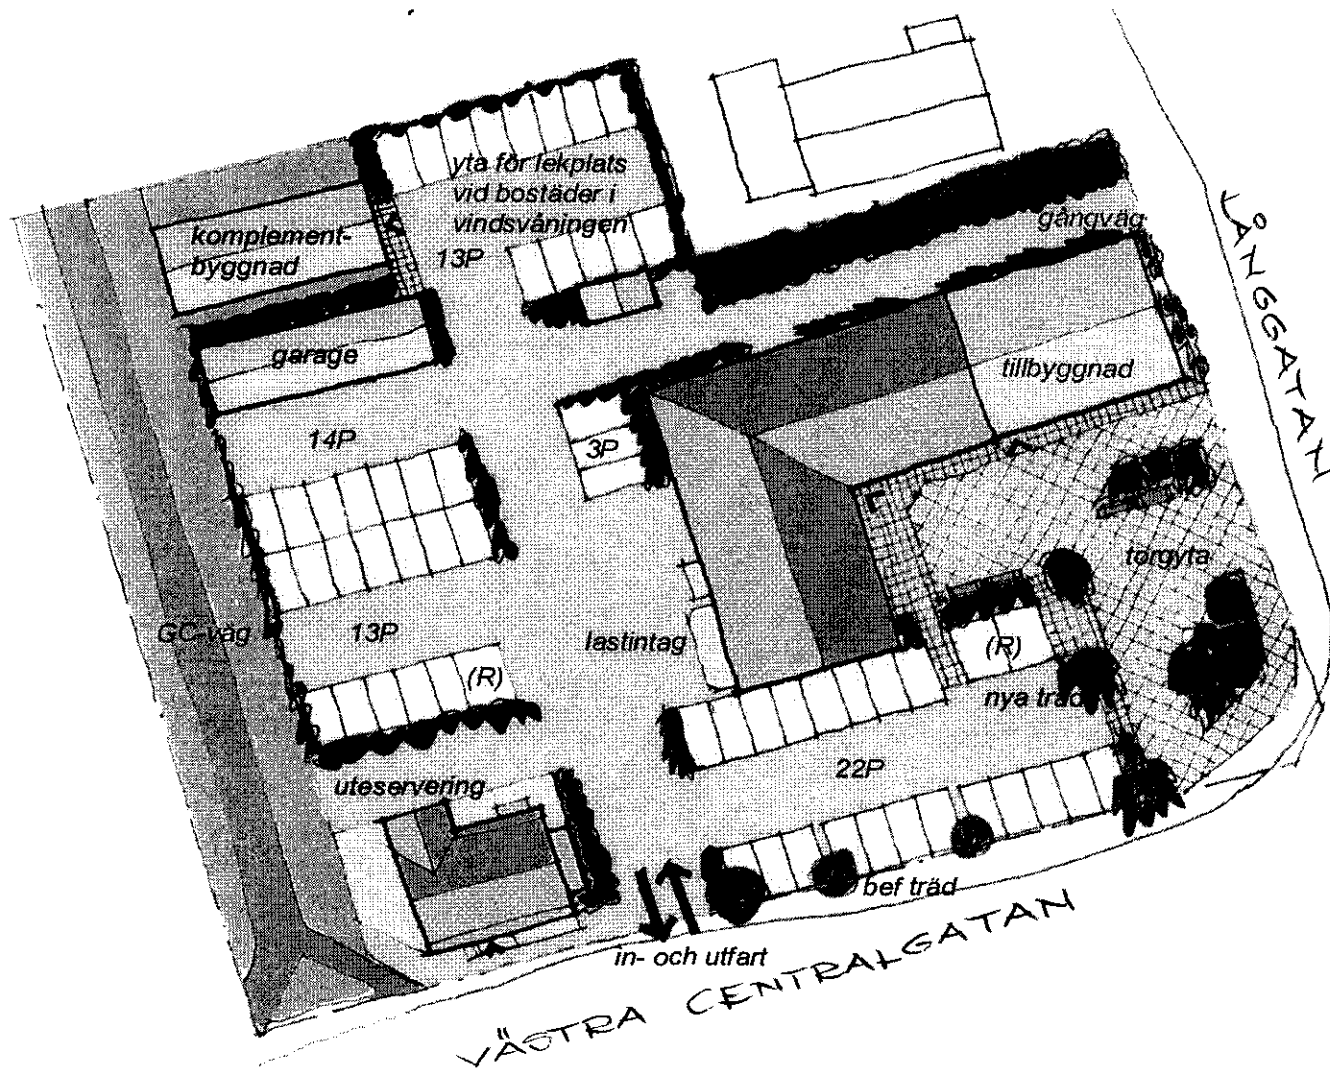 yta för lekplats
vid bostäder i
vindsvåningen
13P
komplement-
byggnad
gångväg
LÅNGGATAN
garage
tillbyggnad
14P
3P
torgyta
GC-väg
13P
lastintag
(R)
(R)
nya träd
22P
uteservering
bef träd
in- och utfart
VÄSTRA CENTRALGATAN